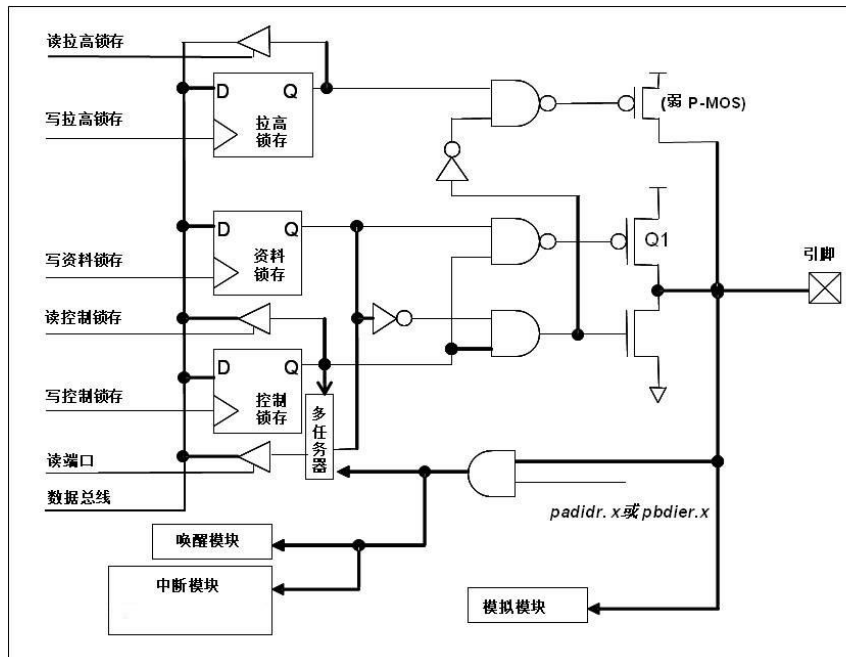 读拉高锁存
D Q
拉高
锁存
写拉高锁存
(弱 P-MOS)
D Q
资料
锁存
写资料锁存
Q1
引脚
读控制锁存
D Q
控制
锁存
写控制锁存
多任务器
读端口
数据总线
padidr.x或pbdier.x
唤醒模块
中断模块
模拟模块